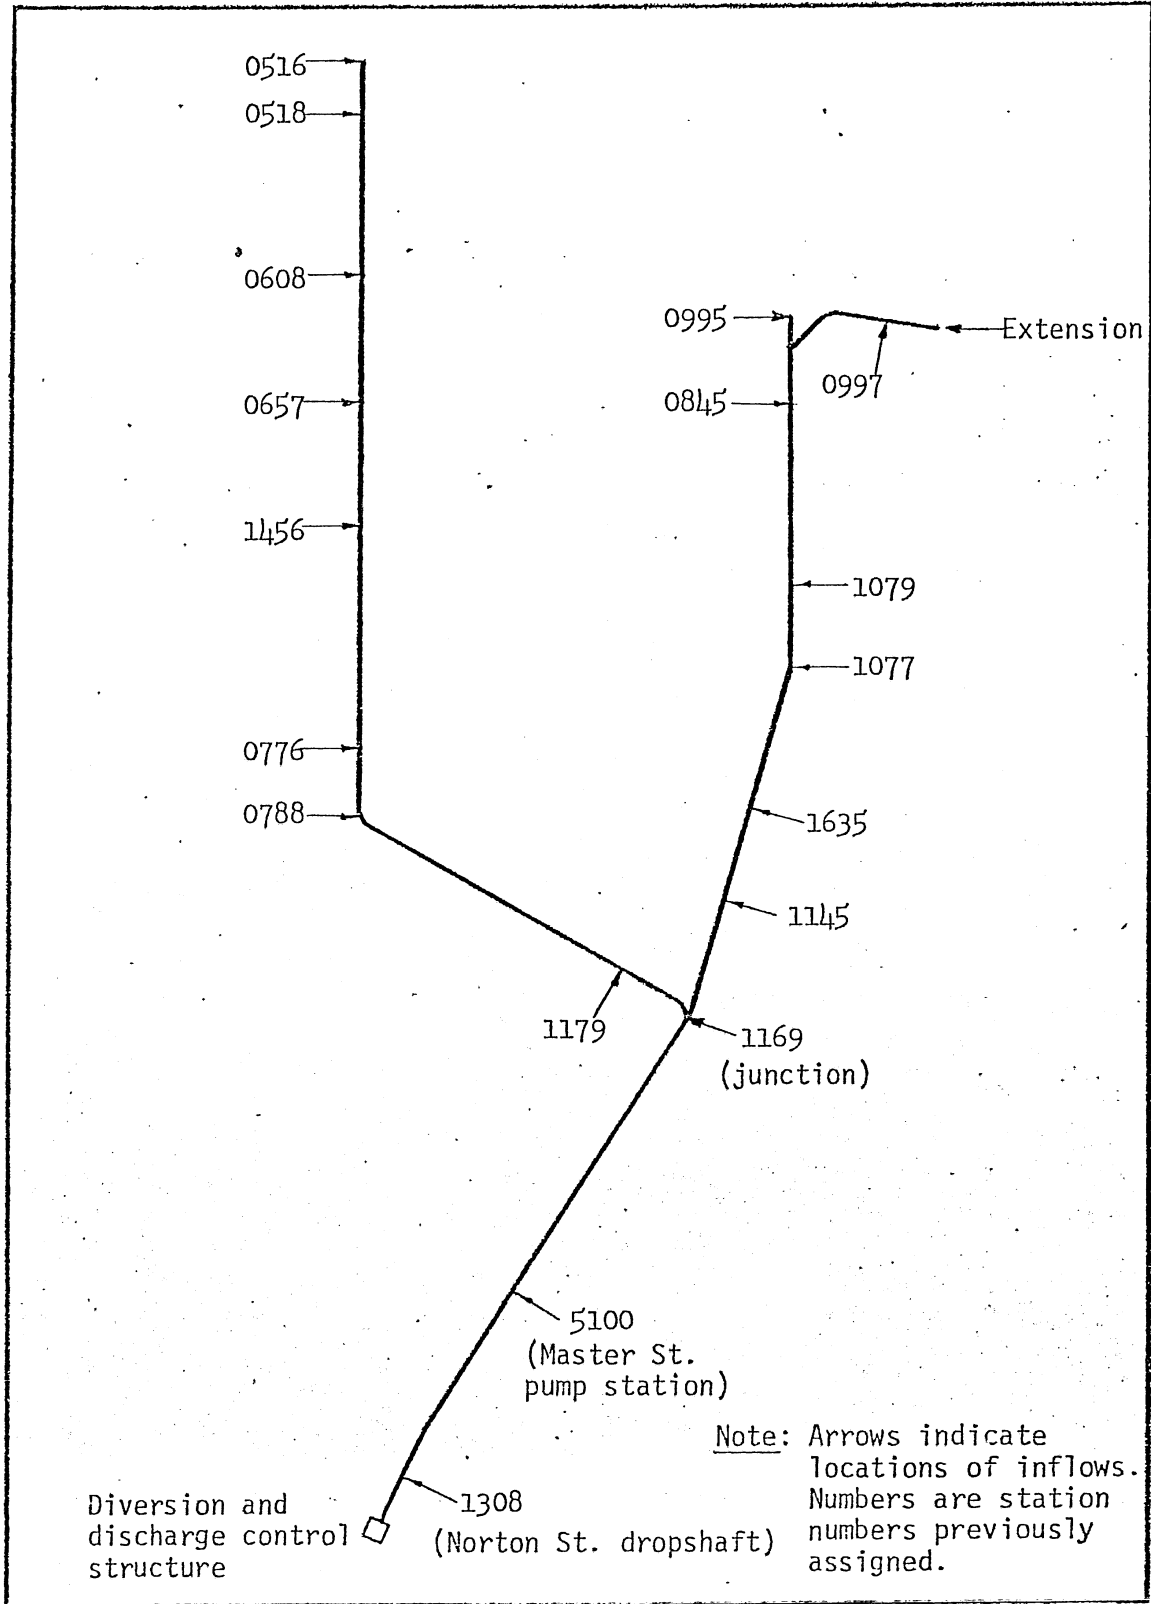 0516
0518
0608
0657
1456
0776
0788
0995
Extension
0997
0845
1079
1077
1635
1145
1179
1169
(junction)
5100
(Master St.
pump station)
1308
(Norton St. dropshaft)
Diversion and
discharge control
structure
Note: Arrows indicate
locations of inflows.
Numbers are station
numbers previously
assigned.